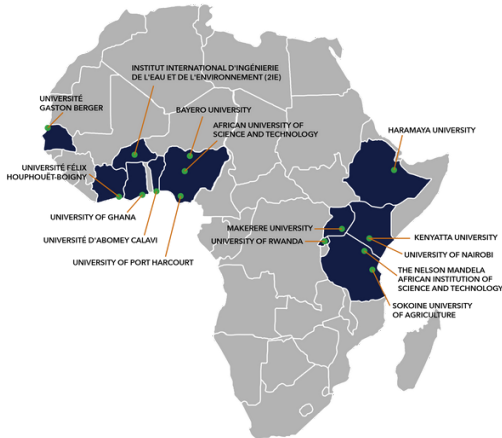 INSTITUT INTERNATIONAL D'INGÉNIERIE
DE L'EAU ET DE L'ENVIRONNEMENT (2IE)
UNIVERSITÉ
GASTON BERGER
BAYERO UNIVERSITY
AFRICAN UNIVERSITY OF
SCIENCE AND TECHNOLOGY
HARAMAYA UNIVERSITY
UNIVERSITÉ FÉLIX
HOUPHOUËT-BOIGNY
UNIVERSITY OF GHANA
UNIVERSITÉ D'ABOMEY CALAVI
UNIVERSITY OF PORT HARCOURT
MAKERERE UNIVERSITY
UNIVERSITY OF RWANDA
KENYATTA UNIVERSITY
UNIVERSITY OF NAIROBI
THE NELSON MANDELA
AFRICAN INSTITUTION OF
SCIENCE AND TECHNOLOGY
SOKOINE UNIVERSITY
OF AGRICULTURE